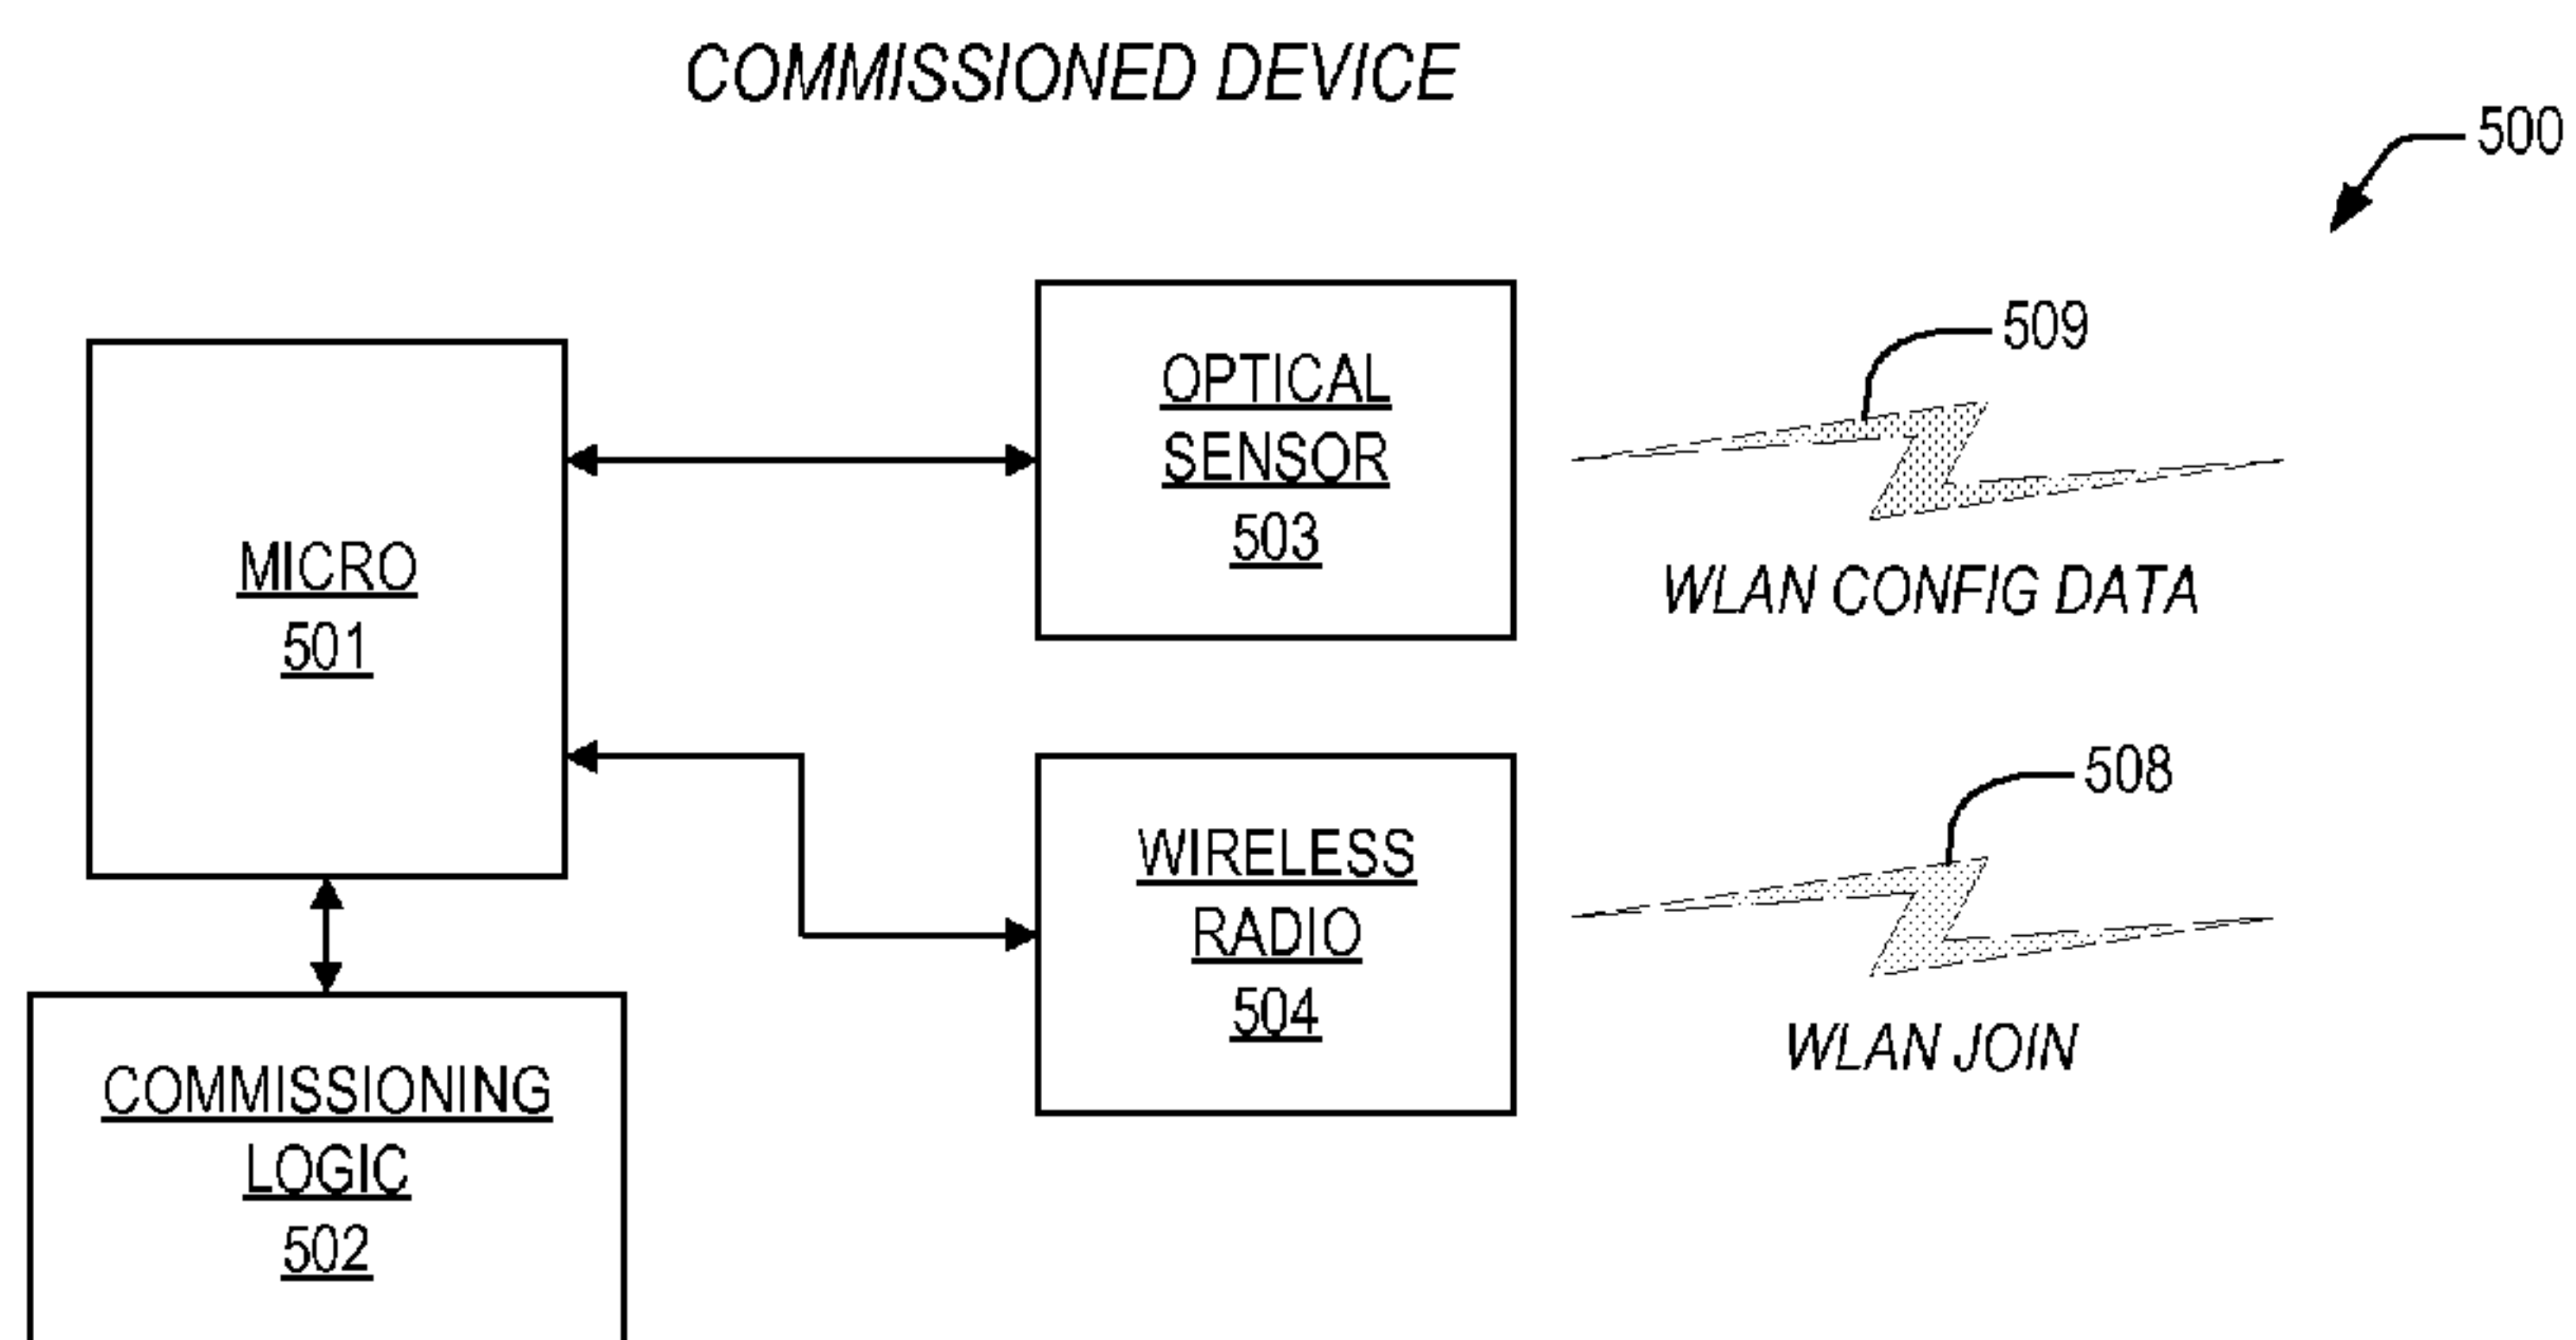 COMMISSIONED DEVICE
500
509
OPTICAL
SENSOR
503
MICRO
501
WLAN CONFIG DATA
508
WIRELESS
RADIO
504
WLAN JOIN
COMMISSIONING
LOGIC
502